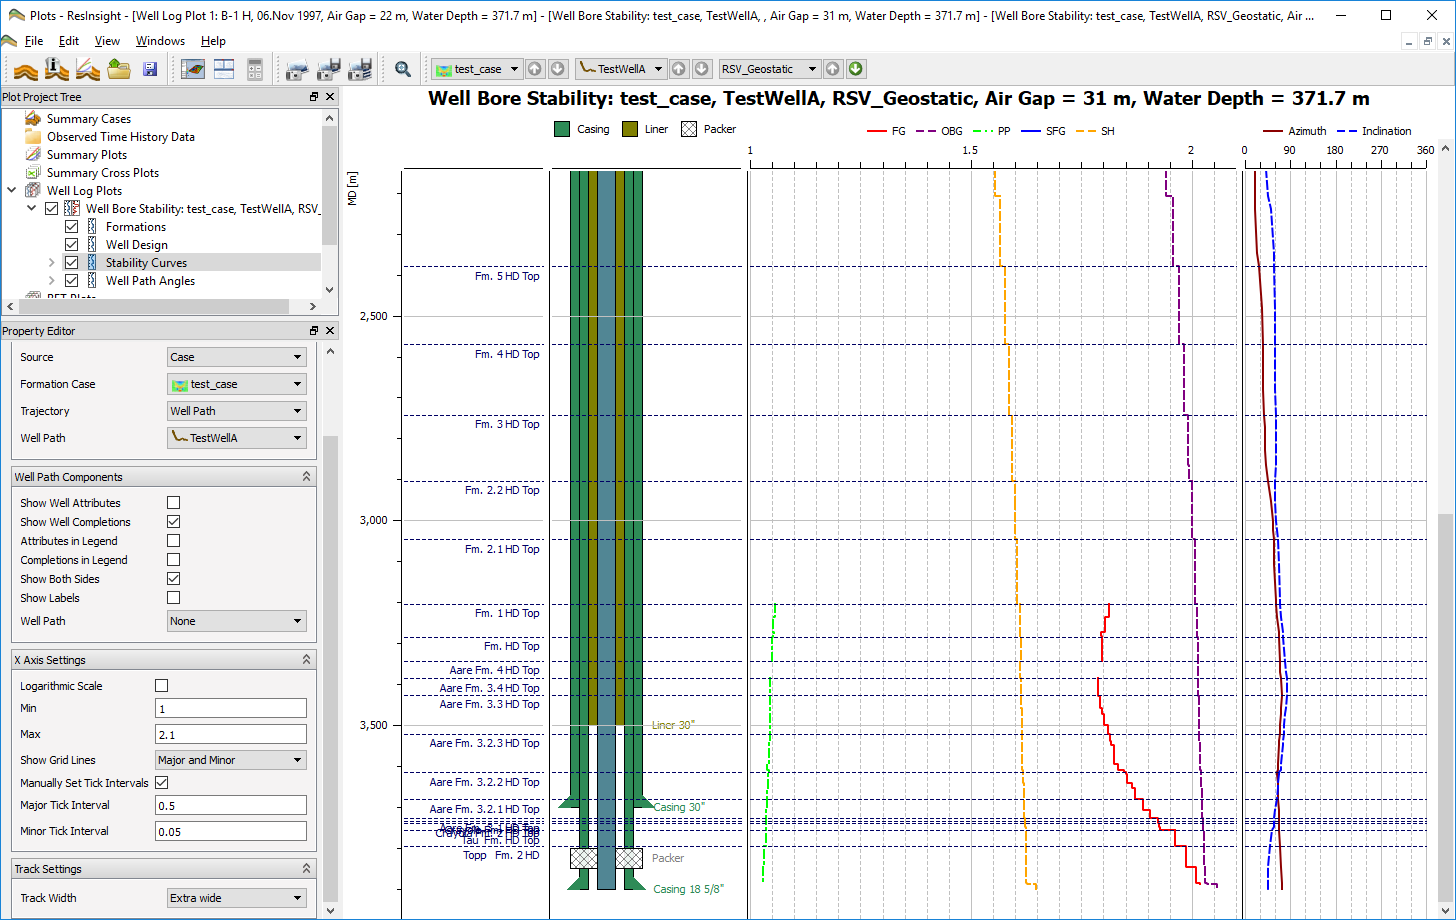 Plots - ResInsight - [Well Log Plot 1: B-1 H, 06.Nov 1997, Air Gap = 22 m, Water Depth = 371.7 m] - [Well Bore Stability: test_case, TestWellA, , Air Gap = 31 m, Water Depth = 371.7 m] - [Well Bore Stability: test_case, TestWellA, RSV_Geostatic, Air ...
File Edit View Windows Help
test_case TestWellA RSV_Geostatic
Plot Project Tree
Summary Cases
Observed Time History Data
Summary Plots
Summary Cross Plots
Well Log Plots
Well Bore Stability: test_case, TestWellA, RSV_
Formations
Well Design
Stability Curves
Well Path Angles
Property Editor
Source Case
Formation Case test_case
Trajectory Well Path
Well Path TestWellA
Well Path Components
Show Well Attributes
Show Well Completions
Attributes in Legend
Completions in Legend
Show Both Sides
Show Labels
Well Path None
X Axis Settings
Logarithmic Scale
Min 1
Max 2.1
Show Grid Lines Major and Minor
Manually Set Tick Intervals
Major Tick Interval 0.5
Minor Tick Interval 0.05
Track Settings
Track Width Extra wide
Well Bore Stability: test_case, TestWellA, RSV_Geostatic, Air Gap = 31 m, Water Depth = 371.7 m
Casing Liner Packer FG OBG PP SFG SH Azimuth Inclination
1 1.5 2 0 90 180 270 360
MD [m]
Fm. 5 HD Top
2,500
Fm. 4 HD Top
Fm. 3 HD Top
Fm. 2.2 HD Top
3,000
Fm. 2.1 HD Top
Fm. 1 HD Top
Fm. HD Top
Aare Fm. 4 HD Top
Aare Fm. 3.4 HD Top
Aare Fm. 3.3 HD Top
3,500 Liner 30"
Aare Fm. 3.2.3 HD Top
Aare Fm. 3.2.2 HD Top
Aare Fm. 3.2.1 HD Top Casing 30"
Tau Fm. HD Top
Topp Fm. 2 HD Packer
Casing 18 5/8"